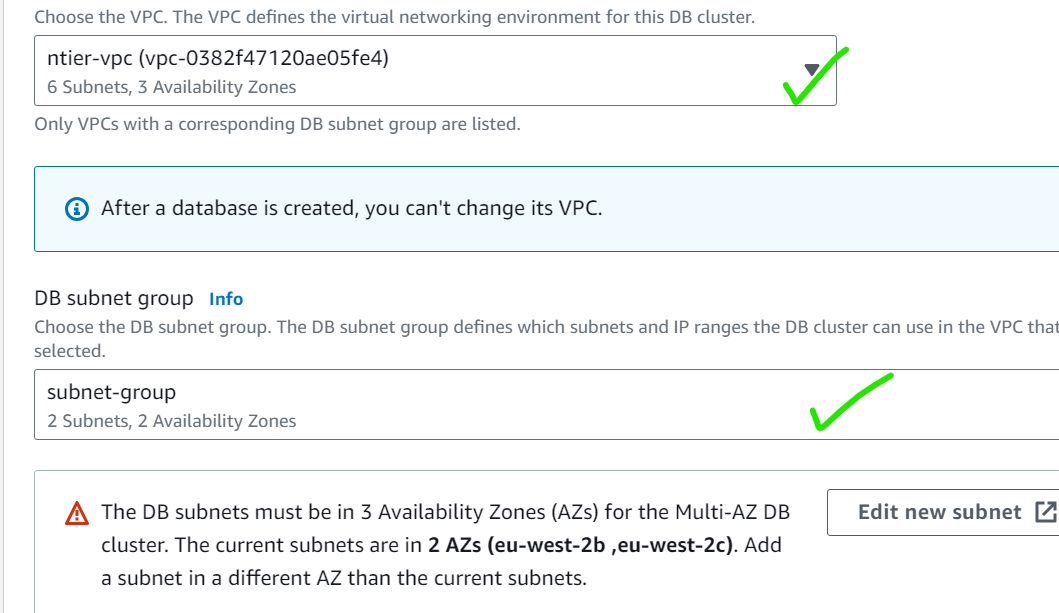 Choose the VPC. The VPC defines the virtual networking environment for this DB cluster.
ntier-vpc (vpc-0382f47120ae05fe4)
6 Subnets, 3 Availability Zones
Only VPCs with a corresponding DB subnet group are listed.
After a database is created, you can't change its VPC.
DB subnet group Info
Choose the DB subnet group. The DB subnet group defines which subnets and IP ranges the DB cluster can use in the VPC that
selected.
subnet-group
2 Subnets, 2 Availability Zones
The DB subnets must be in 3 Availability Zones (AZs) for the Multi-AZ DB
cluster. The current subnets are in 2 AZs (eu-west-2b ,eu-west-2c). Add
a subnet in a different AZ than the current subnets.
Edit new subnet